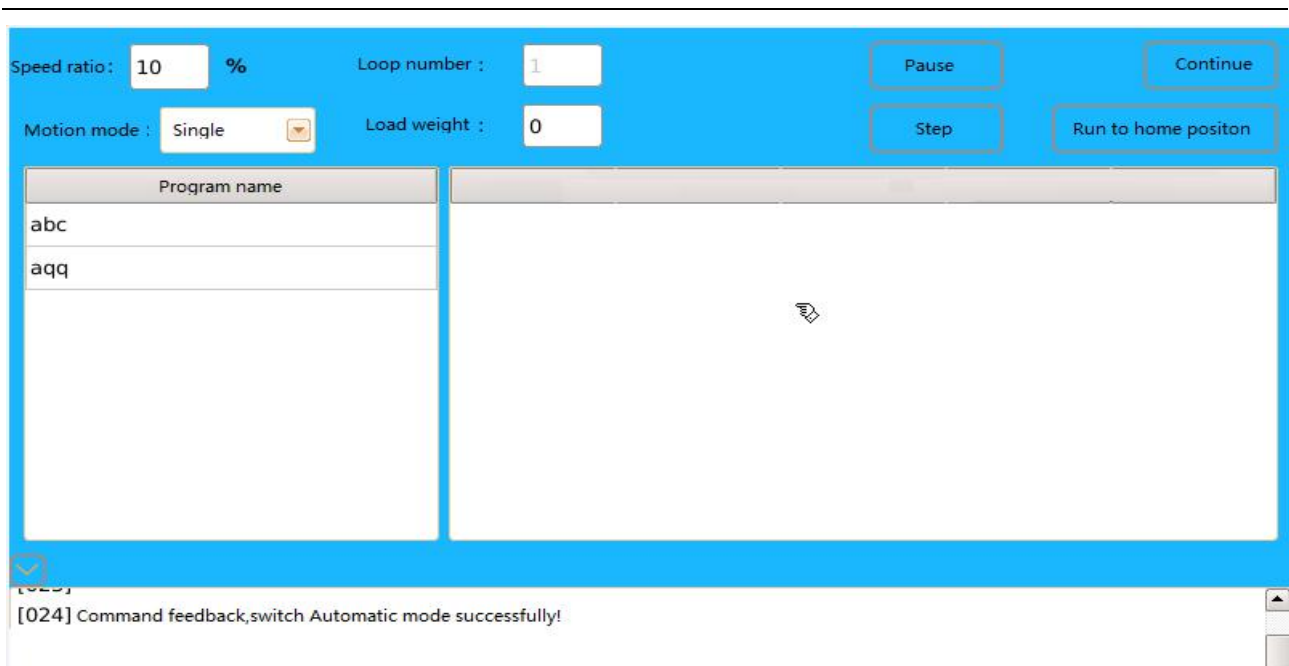 Speed ratio: 10 % Loop number : 1 Pause Continue
Motion mode : Single Load weight : 0 Step Run to home positon
Program name
abc
aqq
[024] Command feedback,switch Automatic mode successfully!